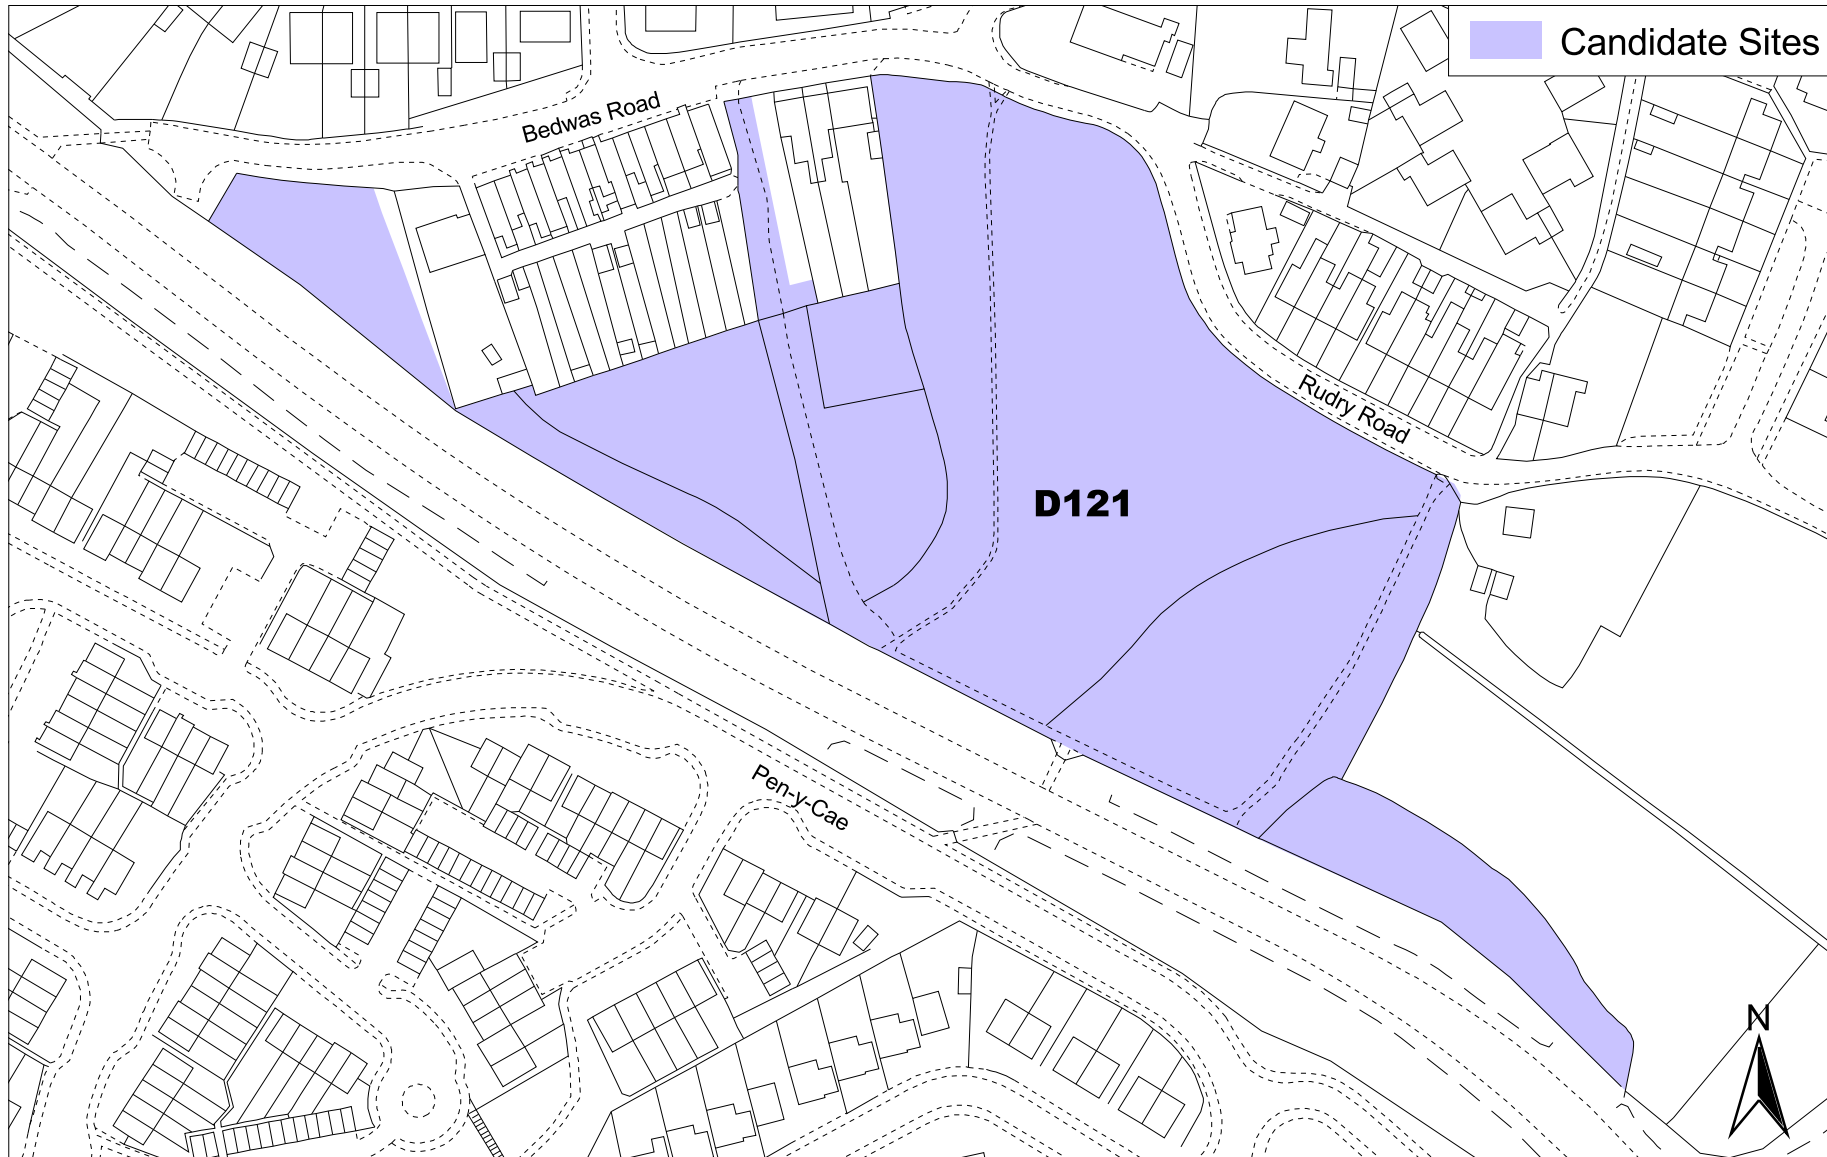 Candidate Sites
Bedwas Road
Rudry Road
D121
Pen-y-Cae
N